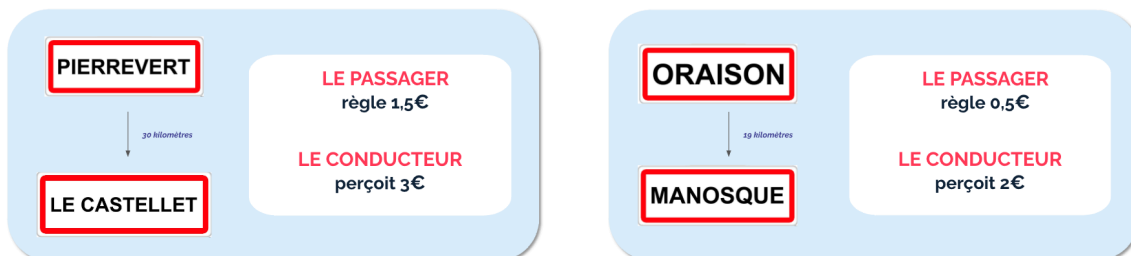 PIERREVERT
30 kilomètres
LE CASTELLET
LE PASSAGER
règle 1,5€
LE CONDUCTEUR
perçoit 3€
ORAISON
19 kilomètres
MANOSQUE
LE PASSAGER
règle 0,5€
LE CONDUCTEUR
perçoit 2€